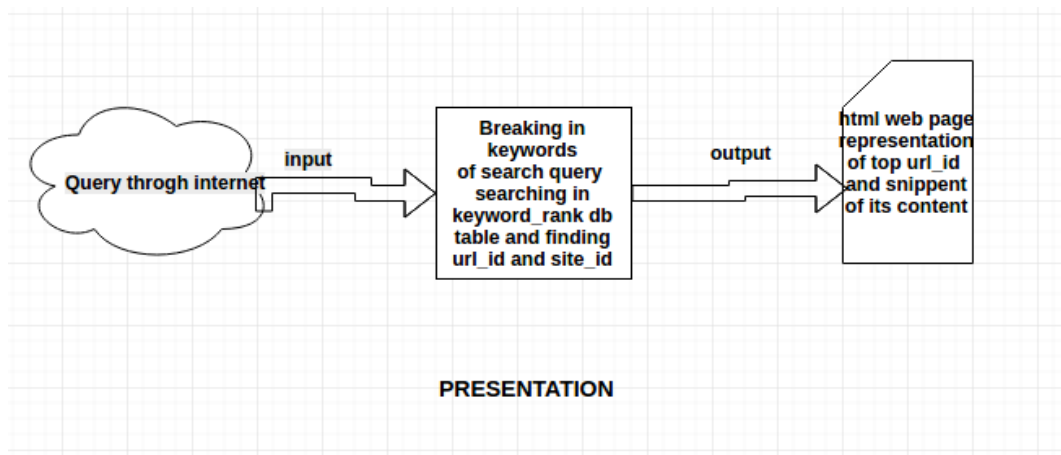 Query throgh internet
input
Breaking in
keywords
of search query
searching in
keyword_rank db
table and finding
url_id and site_id
output
html web page
representation
of top url_id
and snippent
of its content
PRESENTATION